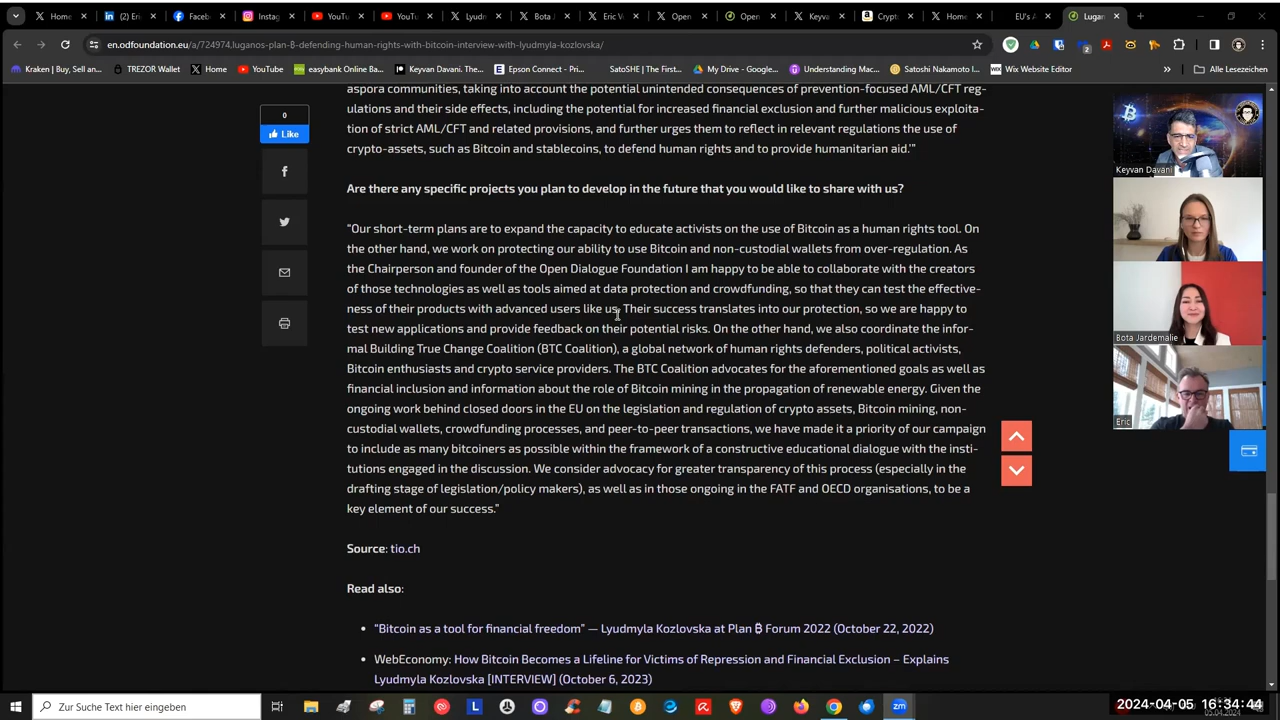 Home
(2) En
Faceb
Instag
YouTu
YouTu
Lyudn
Bota J
Eric V
Open
Open
Keyva
Crypt
Home
EU's A
Lugan
en.odfoundation.eu/a/724974,luganos-plan-₿-defending-human-rights-with-bitcoin-interview-with-lyudmyla-kozlovska/
Kraken | Buy, Sell an...
TREZOR Wallet
Home
YouTube
easybank Online Ba...
Keyvan Davani. The...
Epson Connect - Pri...
SatoSHE | The First...
My Drive - Google...
Understanding Mac...
Satoshi Nakamoto I...
Wix Website Editor
Alle Lesezeichen
aspora communities, taking into account the potential unintended consequences of prevention-focused AML/CFT reg-
ulations and their side effects, including the potential for increased financial exclusion and further malicious exploita-
tion of strict AML/CFT and related provisions, and further urges them to reflect in relevant regulations the use of
crypto-assets, such as Bitcoin and stablecoins, to defend human rights and to provide humanitarian aid.'”
0
Like
Are there any specific projects you plan to develop in the future that you would like to share with us?
“Our short-term plans are to expand the capacity to educate activists on the use of Bitcoin as a human rights tool. On
the other hand, we work on protecting our ability to use Bitcoin and non-custodial wallets from over-regulation. As
the Chairperson and founder of the Open Dialogue Foundation I am happy to be able to collaborate with the creators
of those technologies as well as tools aimed at data protection and crowdfunding, so that they can test the effective-
ness of their products with advanced users like us. Their success translates into our protection, so we are happy to
test new applications and provide feedback on their potential risks. On the other hand, we also coordinate the infor-
mal Building Trust Change Coalition (BTC Coalition), a global network of human rights defenders, political activists,
Bitcoin enthusiasts and crypto service providers. The BTC Coalition advocates for the aforementioned goals as well as
financial inclusion and information about the role of Bitcoin mining in the propagation of renewable energy. Given the
ongoing work behind closed doors in the EU on the legislation and regulation of crypto assets, Bitcoin mining, non-
custodial wallets, crowdfunding processes, and peer-to-peer transactions, we have made it a priority of our campaign
to include as many bitcoiners as possible within the framework of a constructive educational dialogue with the insti-
tutions engaged in the discussion. We consider advocacy for greater transparency of this process (especially in the
drafting stage of legislation/policy makers), as well as in those ongoing in the FATF and OECD organisations, to be a
key element of our success.”
Source: tio.ch
Read also:
“Bitcoin as a tool for financial freedom” — Lyudmyla Kozlovska at Plan ₿ Forum 2022 (October 22, 2022)
WebEconomy: How Bitcoin Becomes a Lifeline for Victims of Repression and Financial Exclusion – Explains
Lyudmyla Kozlovska [INTERVIEW] (October 6, 2023)
Keyvan Davani
Bota Jardemalie
Eric
Zur Suche Text hier eingeben
2024-04-05 16:34:44